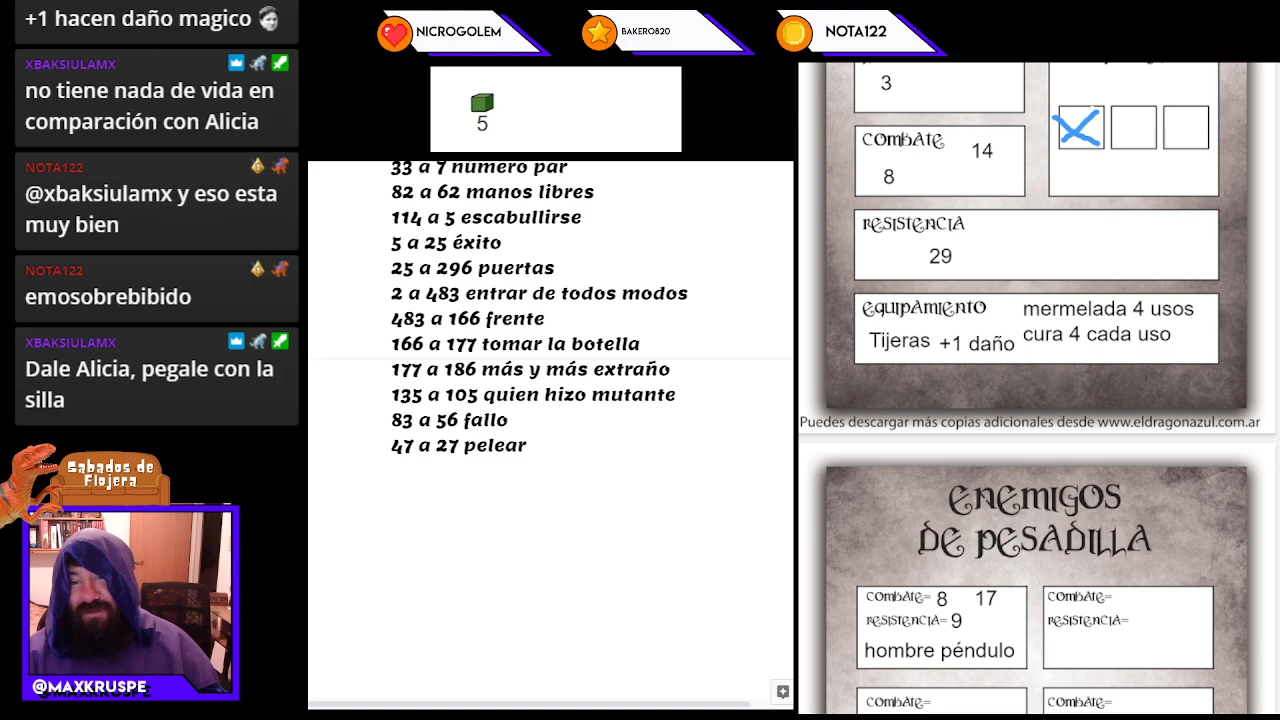 +1 hacen daño magico
XBAKSIULAMX
no tiene nada de vida en
comparación con Alicia
NOTA122
@xbaksiulamx y eso esta
muy bien
NOTA122
emosobrebibido
XBAKSIULAMX
Dale Alicia, pegale con la
silla
Sabados de
Flojera
@MAXKRUSPE
NICROGOLEM
BAKERO820
NOTA122
5
33 a 7 número par
82 a 62 manos libres
114 a 5 escabullirse
5 a 25 éxito
25 a 296 puertas
2 a 483 entrar de todos modos
483 a 166 frente
166 a 177 tomar la botella
177 a 186 más y más extraño
135 a 105 quien hizo mutante
83 a 56 fallo
47 a 27 pelear
3
COMBATE
14
8
RESISTENCIA
29
EQUIPAMIENTO
Tijeras +1 daño
mermelada 4 usos
cura 4 cada uso
Puedes descargar más copias adicionales desde www.eldragonazul.com.ar
ENEMIGOS
DE PESADILLA
COMBATE= 8 17
RESISTENCIA= 9
hombre péndulo
COMBATE=
RESISTENCIA=
COMBATE=
COMBATE=